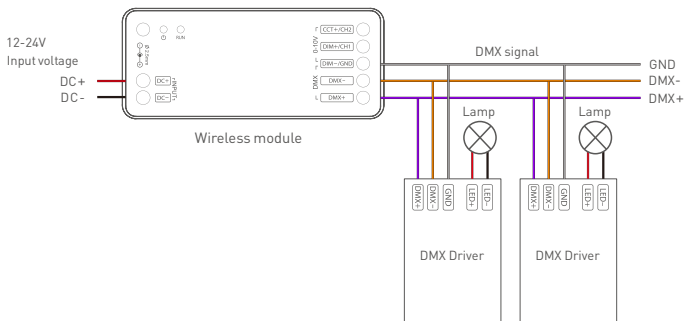 12-24V
Input voltage
DC+
DC-
RUN
Ø 3.5mm
DC+
DC-
+INPUT-
CCT+/CH2
DIM+/CH1
DIM-/GND
DMX-
DMX+
0-10V
DMX
Wireless module
DMX signal
GND
DMX-
DMX+
Lamp
Lamp
DMX+
DMX-
GND
LED+
LED-
DMX+
DMX-
GND
LED+
LED-
DMX Driver
DMX Driver